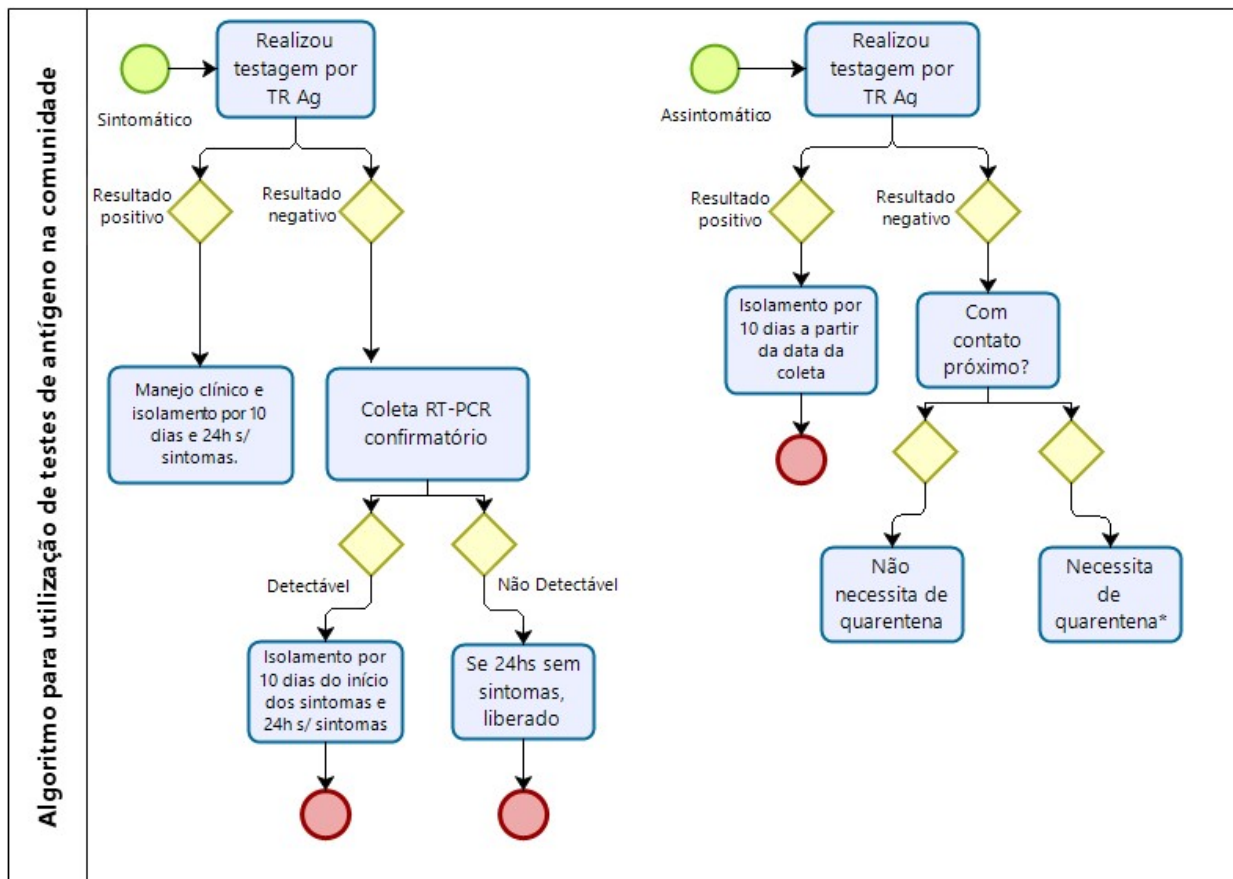 Algoritmo para utilização de testes de antígeno na comunidade
Sintomático
Realizou
testagem por
TR Ag
Resultado
positivo
Resultado
negativo
Manejo clínico e
isolamento por 10
dias e 24h s/
sintomas.
Coleta RT-PCR
confirmatório
Detectável
Não Detectável
Isolamento por
10 dias do início
dos sintomas e
24h s/ sintomas
Se 24hs sem
sintomas,
liberado
Assintomático
Realizou
testagem por
TR Ag
Resultado
positivo
Resultado
negativo
Isolamento por
10 dias a partir
da data da
coleta
Com
contato
próximo?
Não
necessita de
quarentena
Necessita
de
quarentena*